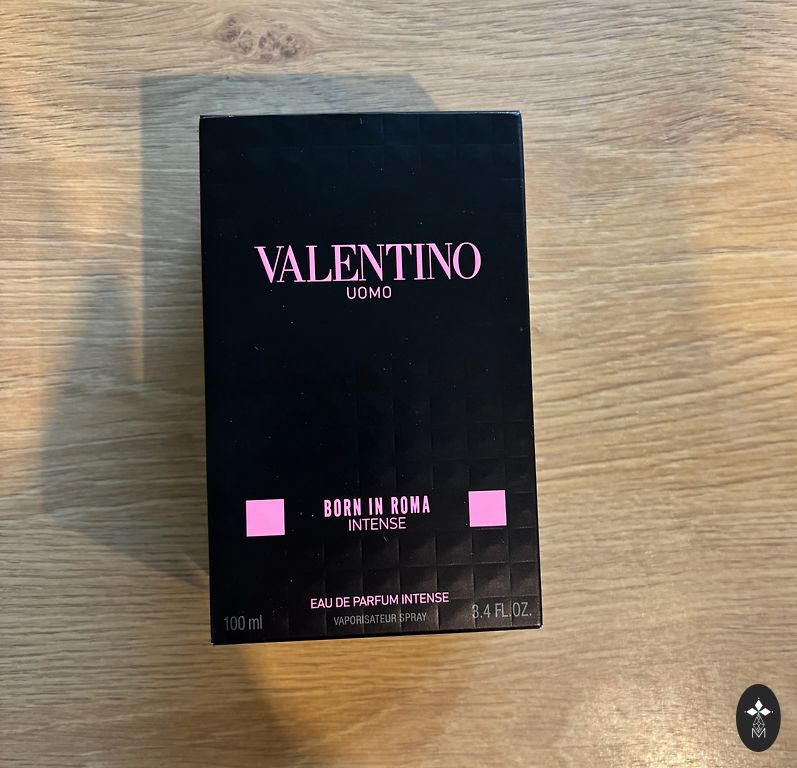 VALENTINO
UOMO
BORN IN ROMA
INTENSE
EAU DE PARFUM INTENSE
100 ml
VAPORISATEUR SPRAY
3.4 FL.OZ.
M